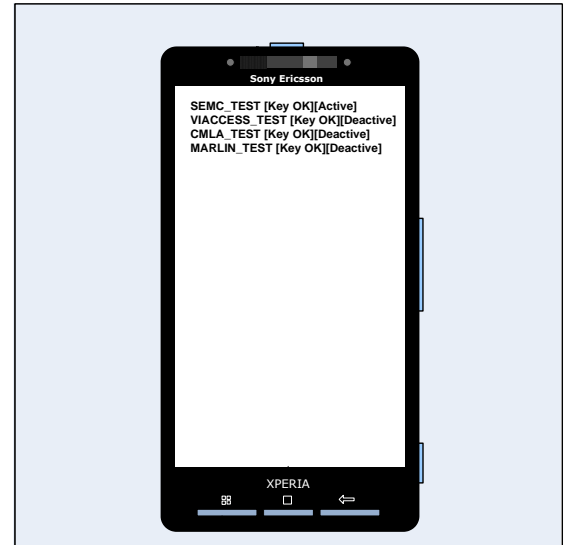 Sony Ericsson
SEMC_TEST [Key OK][Active]
VIACCESS_TEST [Key OK][Deactive]
CMLA_TEST [Key OK][Deactive]
MARLIN_TEST [Key OK][Deactive]
XPERIA